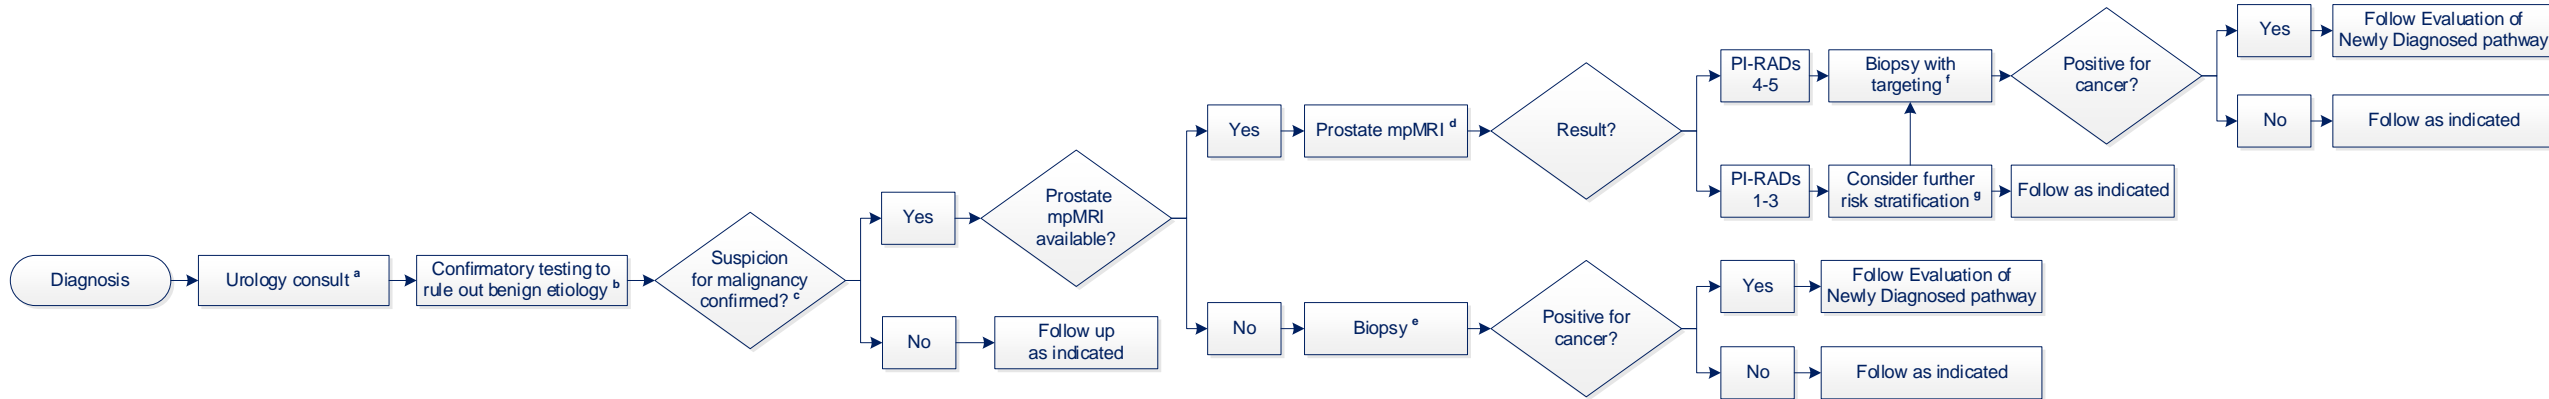 Diagnosis
Urology consult a
Confirmatory testing to
rule out benign etiology b
Suspicion
for malignancy
confirmed? c
Yes
No
Follow up
as indicated
Prostate
mpMRI
available?
Yes
Prostate mpMRI d
Result?
PI-RADs
4-5
Biopsy with
targeting f
Positive for
cancer?
Yes
Follow Evaluation of
Newly Diagnosed pathway
No
Follow as indicated
PI-RADs
1-3
Consider further
risk stratification g
Follow as indicated
No
Biopsy e
Positive for
cancer?
Yes
Follow Evaluation of
Newly Diagnosed pathway
No
Follow as indicated